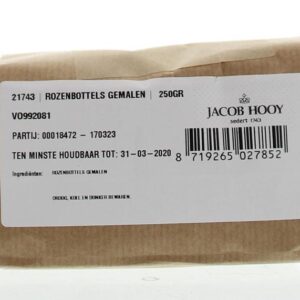 21743 | ROZENBOTTELS GEMALEN | 250GR
VO992081
PARTIJ: 00018472 - 170323
TEN MINSTE HOUDBAAR TOT: 31-03-2020
Ingrediënten: ROZENBOTTELS GEMALEN
DROOG, KOEL EN DONKER BEWAREN.
JACOB HOOY
sedert 1743
8 719265 027852